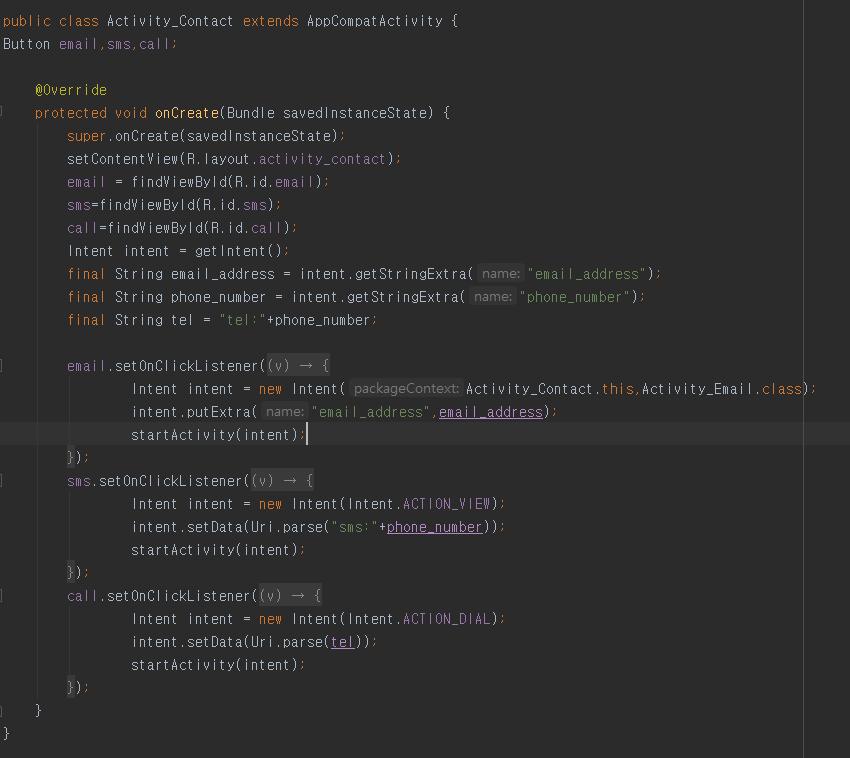 public class Activity_Contact extends AppCompatActivity {
Button email,sms,call;
@Override
protected void onCreate(Bundle savedInstanceState) {
super.onCreate(savedInstanceState);
setContentView(R.layout.activity_contact);
email = findViewById(R.id.email);
sms=findViewById(R.id.sms);
call=findViewById(R.id.call);
Intent intent = getIntent();
final String email_address = intent.getStringExtra( name: "email_address");
final String phone_number = intent.getStringExtra( name: "phone_number");
final String tel = "tel:"+phone_number;
email.setOnClickListener((v) → {
Intent intent = new Intent( packageContext: Activity_Contact.this,Activity_Email.class);
intent.putExtra( name: "email_address",email_address);
startActivity(intent);
});
sms.setOnClickListener((v) → {
Intent intent = new Intent(Intent.ACTION_VIEW);
intent.setData(Uri.parse("sms:"+phone_number));
startActivity(intent);
});
call.setOnClickListener((v) → {
Intent intent = new Intent(Intent.ACTION_DIAL);
intent.setData(Uri.parse(tel));
startActivity(intent);
});
}
}